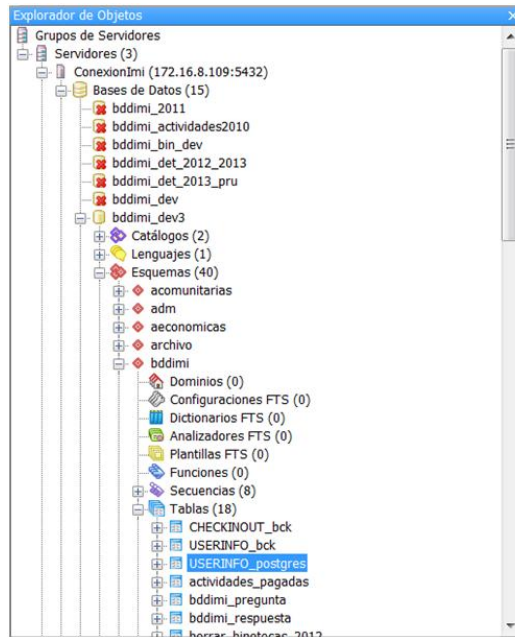 Explorador de Objetos
Grupos de Servidores
Servidores (3)
ConexionImi (172.16.8.109:5432)
Bases de Datos (15)
bddimi_2011
bddimi_actividades2010
bddimi_bin_dev
bddimi_det_2012_2013
bddimi_det_2013_pru
bddimi_dev
bddimi_dev3
Catálogos (2)
Lenguajes (1)
Esquemas (40)
acomunitarias
adm
aeconomicas
archivo
bddimi
Dominios (0)
Configuraciones FTS (0)
Dictionarios FTS (0)
Analizadores FTS (0)
Plantillas FTS (0)
Funciones (0)
Secuencias (8)
Tablas (18)
CHECKINOUT_bck
USERINFO_bck
USERINFO_postgres
actividades_pagadas
bddimi_pregunta
bddimi_respuesta
borrar_hipotecas_2012